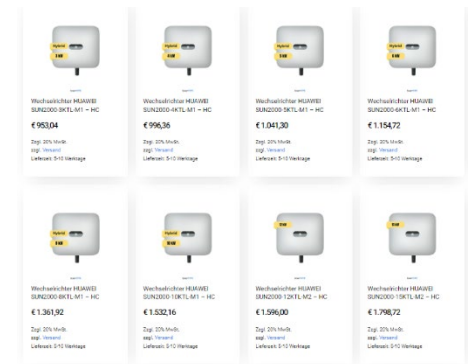 Hybrid
Hybrid
Hybrid
Hybrid
Wechselrichter HUAWEI
SUN2000-3KTL-M1 – HC
€ 953,04
Zzgl. 20% MwSt.
zzgl. Versand
Lieferzeit: 5-10 Werktage
Wechselrichter HUAWEI
SUN2000-4KTL-M1 – HC
€ 996,36
Zzgl. 20% MwSt.
zzgl. Versand
Lieferzeit: 5-10 Werktage
Wechselrichter HUAWEI
SUN2000-5KTL-M1 – HC
€ 1.041,30
Zzgl. 20% MwSt.
zzgl. Versand
Lieferzeit: 5-10 Werktage
Wechselrichter HUAWEI
SUN2000-6KTL-M1 – HC
€ 1.154,72
Zzgl. 20% MwSt.
zzgl. Versand
Lieferzeit: 5-10 Werktage
Hybrid
Hybrid
Wechselrichter HUAWEI
SUN2000-8KTL-M1 – HC
€ 1.361,92
Zzgl. 20% MwSt.
zzgl. Versand
Lieferzeit: 5-10 Werktage
Wechselrichter HUAWEI
SUN2000-10KTL-M1 – HC
€ 1.532,16
Zzgl. 20% MwSt.
zzgl. Versand
Lieferzeit: 5-10 Werktage
Wechselrichter HUAWEI
SUN2000-12KTL-M2 – HC
€ 1.596,00
Zzgl. 20% MwSt.
zzgl. Versand
Lieferzeit: 5-10 Werktage
Wechselrichter HUAWEI
SUN2000-15KTL-M2 – HC
€ 1.798,72
Zzgl. 20% MwSt.
zzgl. Versand
Lieferzeit: 5-10 Werktage